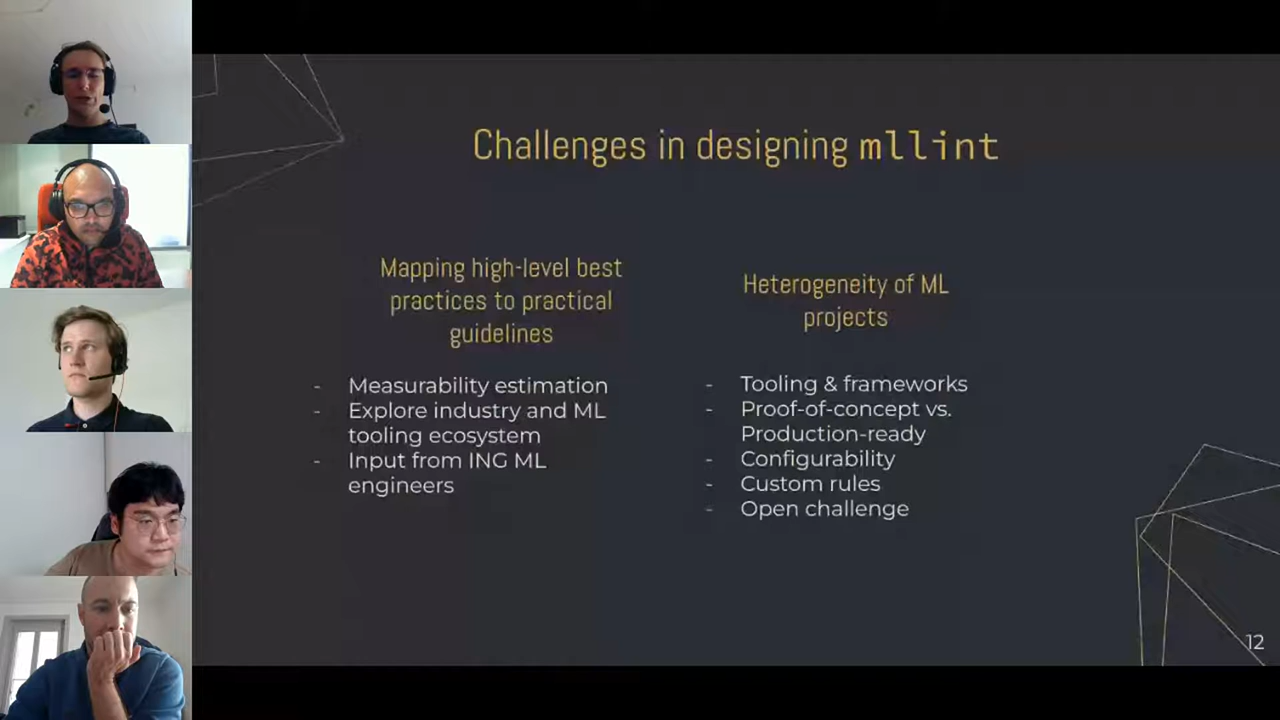 Challenges in designing mllint
Mapping high-level best
practices to practical
guidelines
- Measurability estimation
- Explore industry and ML
tooling ecosystem
- Input from ING ML
engineers
Heterogeneity of ML
projects
- Tooling & frameworks
- Proof-of-concept vs.
Production-ready
- Configurability
- Custom rules
- Open challenge
12